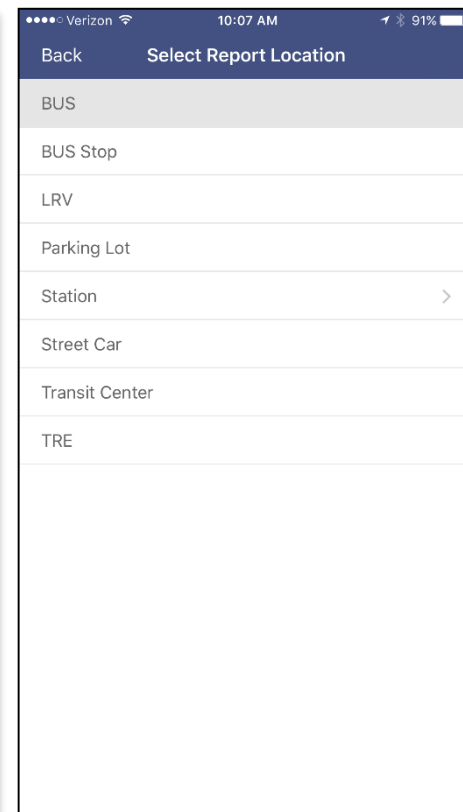 Verizon 10:07 AM 91%
Back Select Report Location
BUS
BUS Stop
LRV
Parking Lot
Station
Street Car
Transit Center
TRE